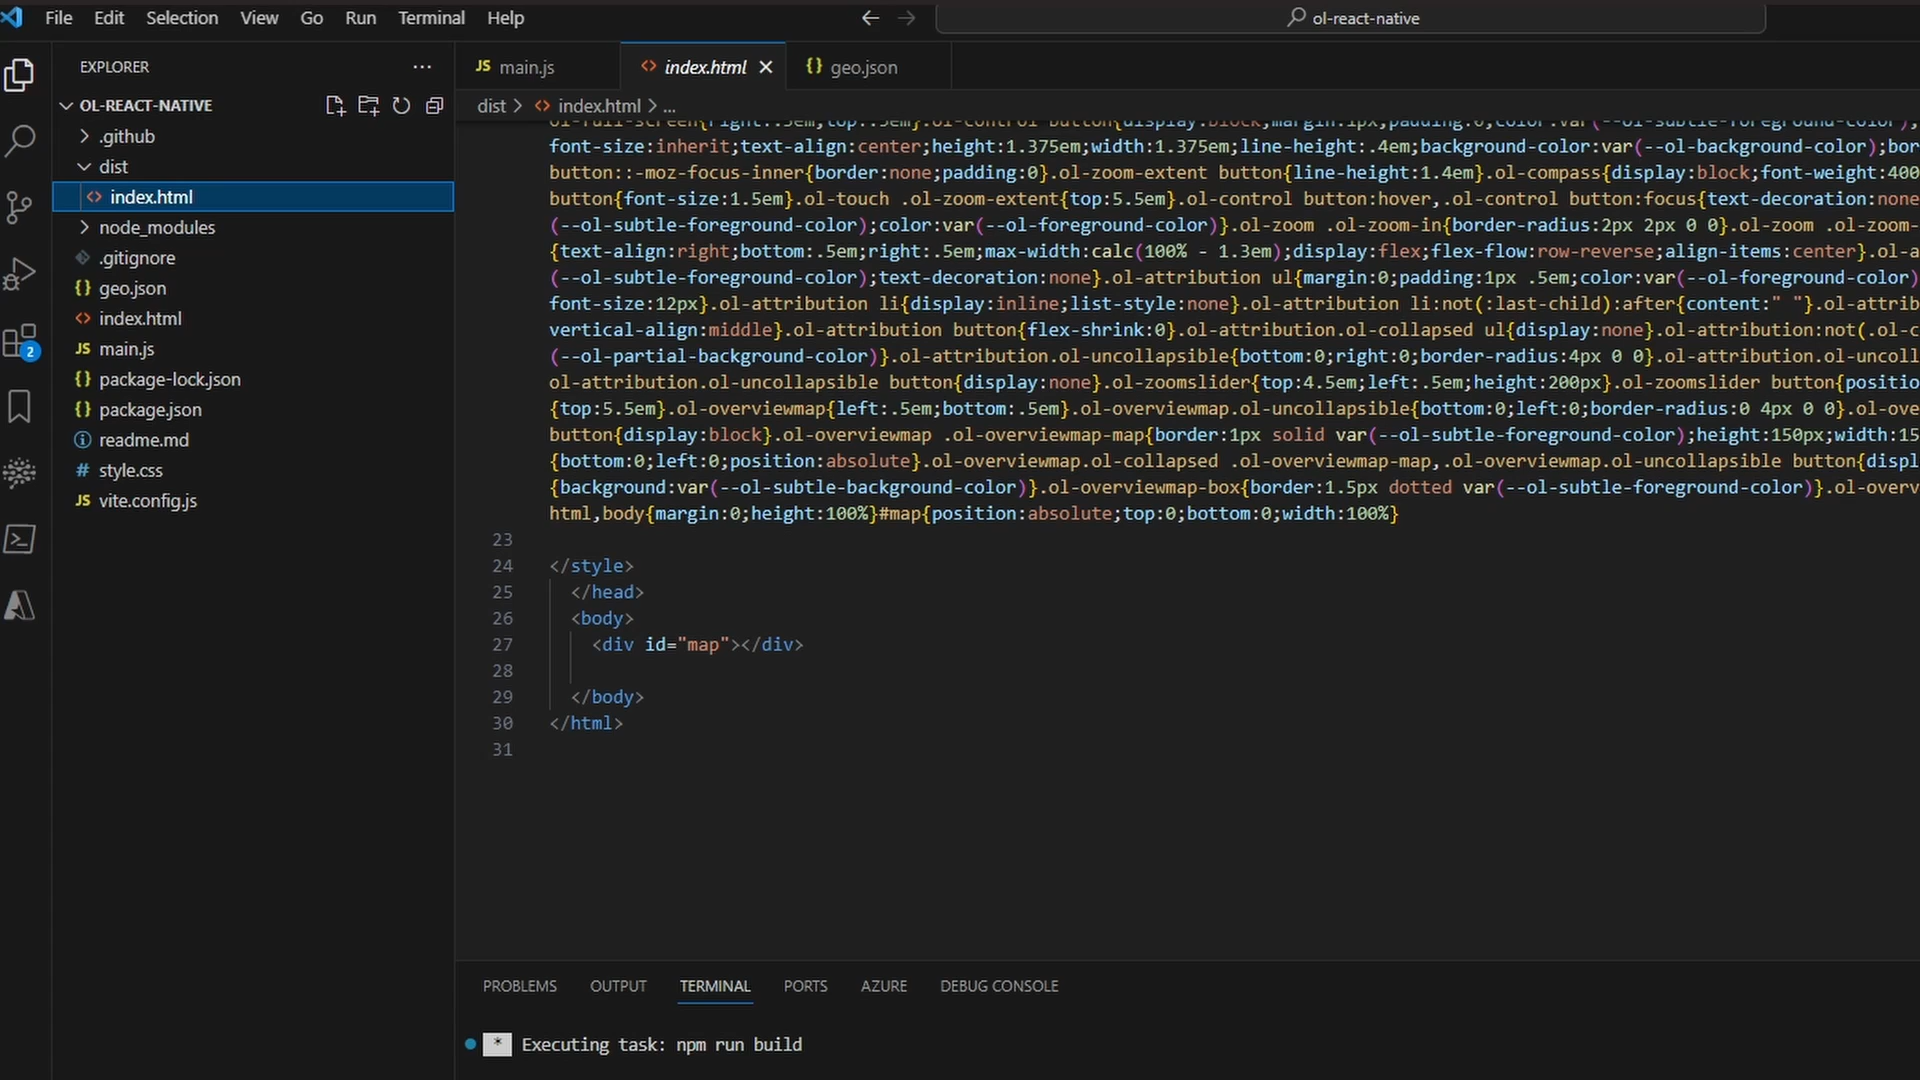 File Edit Selection View Go Run Terminal Help
ol-react-native
EXPLORER
OL-REACT-NATIVE
.github
dist
index.html
node_modules
.gitignore
geo.json
index.html
main.js
package-lock.json
package.json
readme.md
style.css
vite.config.js
2
main.js
index.html
geo.json
dist > index.html > ...
font-size:inherit;text-align:center;height:1.375em;width:1.375em;line-height:.4em;background-color:var(--ol-background-color);bor
button::-moz-focus-inner{border:none;padding:0}.ol-zoom-extent button{line-height:1.4em}.ol-compass{display:block;font-weight:400
button{font-size:1.5em}.ol-touch .ol-zoom-extent{top:5.5em}.ol-control button:hover,.ol-control button:focus{text-decoration:none
(--ol-subtle-foreground-color);color:var(--ol-foreground-color)}.ol-zoom .ol-zoom-in{border-radius:2px 2px 0 0}.ol-zoom .ol-zoom-
{text-align:right;bottom:.5em;right:.5em;max-width:calc(100% - 1.3em);display:flex;flex-flow:row-reverse;align-items:center}.ol-a
(--ol-subtle-foreground-color);text-decoration:none}.ol-attribution ul{margin:0;padding:1px .5em;color:var(--ol-foreground-color)
font-size:12px}.ol-attribution li{display:inline;list-style:none}.ol-attribution li:not(:last-child):after{content:" "}.ol-attrib
vertical-align:middle}.ol-attribution button{flex-shrink:0}.ol-attribution.ol-collapsed ul{display:none}.ol-attribution:not(.ol-c
(--ol-partial-background-color)}.ol-attribution.ol-uncollapsible{bottom:0;right:0;border-radius:4px 0 0}.ol-attribution.ol-uncoll
ol-attribution.ol-uncollapsible button{display:none}.ol-zoomslider{top:4.5em;left:.5em;height:200px}.ol-zoomslider button{positio
{top:5.5em}.ol-overviewmap{left:.5em;bottom:.5em}.ol-overviewmap.ol-uncollapsible{bottom:0;left:0;border-radius:0 4px 0 0}.ol-ove
button{display:block}.ol-overviewmap .ol-overviewmap-map{border:1px solid var(--ol-subtle-foreground-color);height:150px;width:15
{bottom:0;left:0;position:absolute}.ol-overviewmap.ol-collapsed .ol-overviewmap-map,.ol-overviewmap.ol-uncollapsible button{displ
{background:var(--ol-subtle-background-color)}.ol-overviewmap-box{border:1.5px dotted var(--ol-subtle-foreground-color)}.ol-overv
html,body{margin:0;height:100%}#map{position:absolute;top:0;bottom:0;width:100%}
23
24 </style>
25 </head>
26 <body>
27 <div id="map"></div>
28
29 </body>
30 </html>
31
PROBLEMS OUTPUT TERMINAL PORTS AZURE DEBUG CONSOLE
* Executing task: npm run build